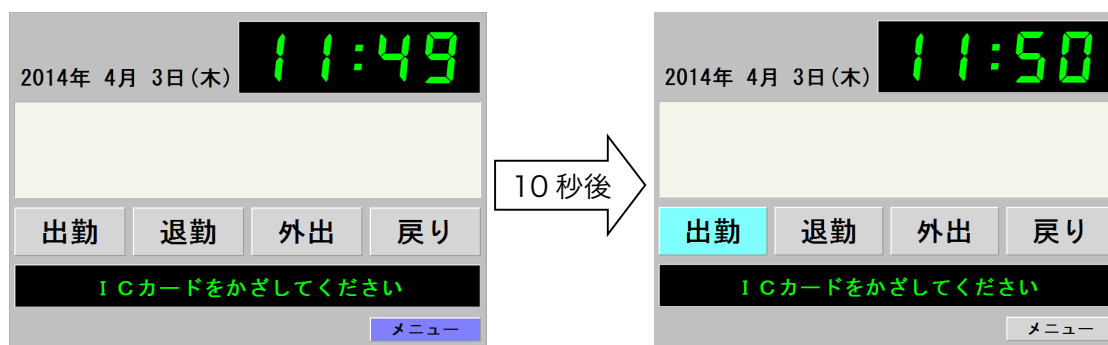 2014年 4月 3日(木) 11:49
出勤 退勤 外出 戻り
ICカードをかざしてください
メニュー
10秒後
2014年 4月 3日(木) 11:50
出勤 退勤 外出 戻り
ICカードをかざしてください
メニュー